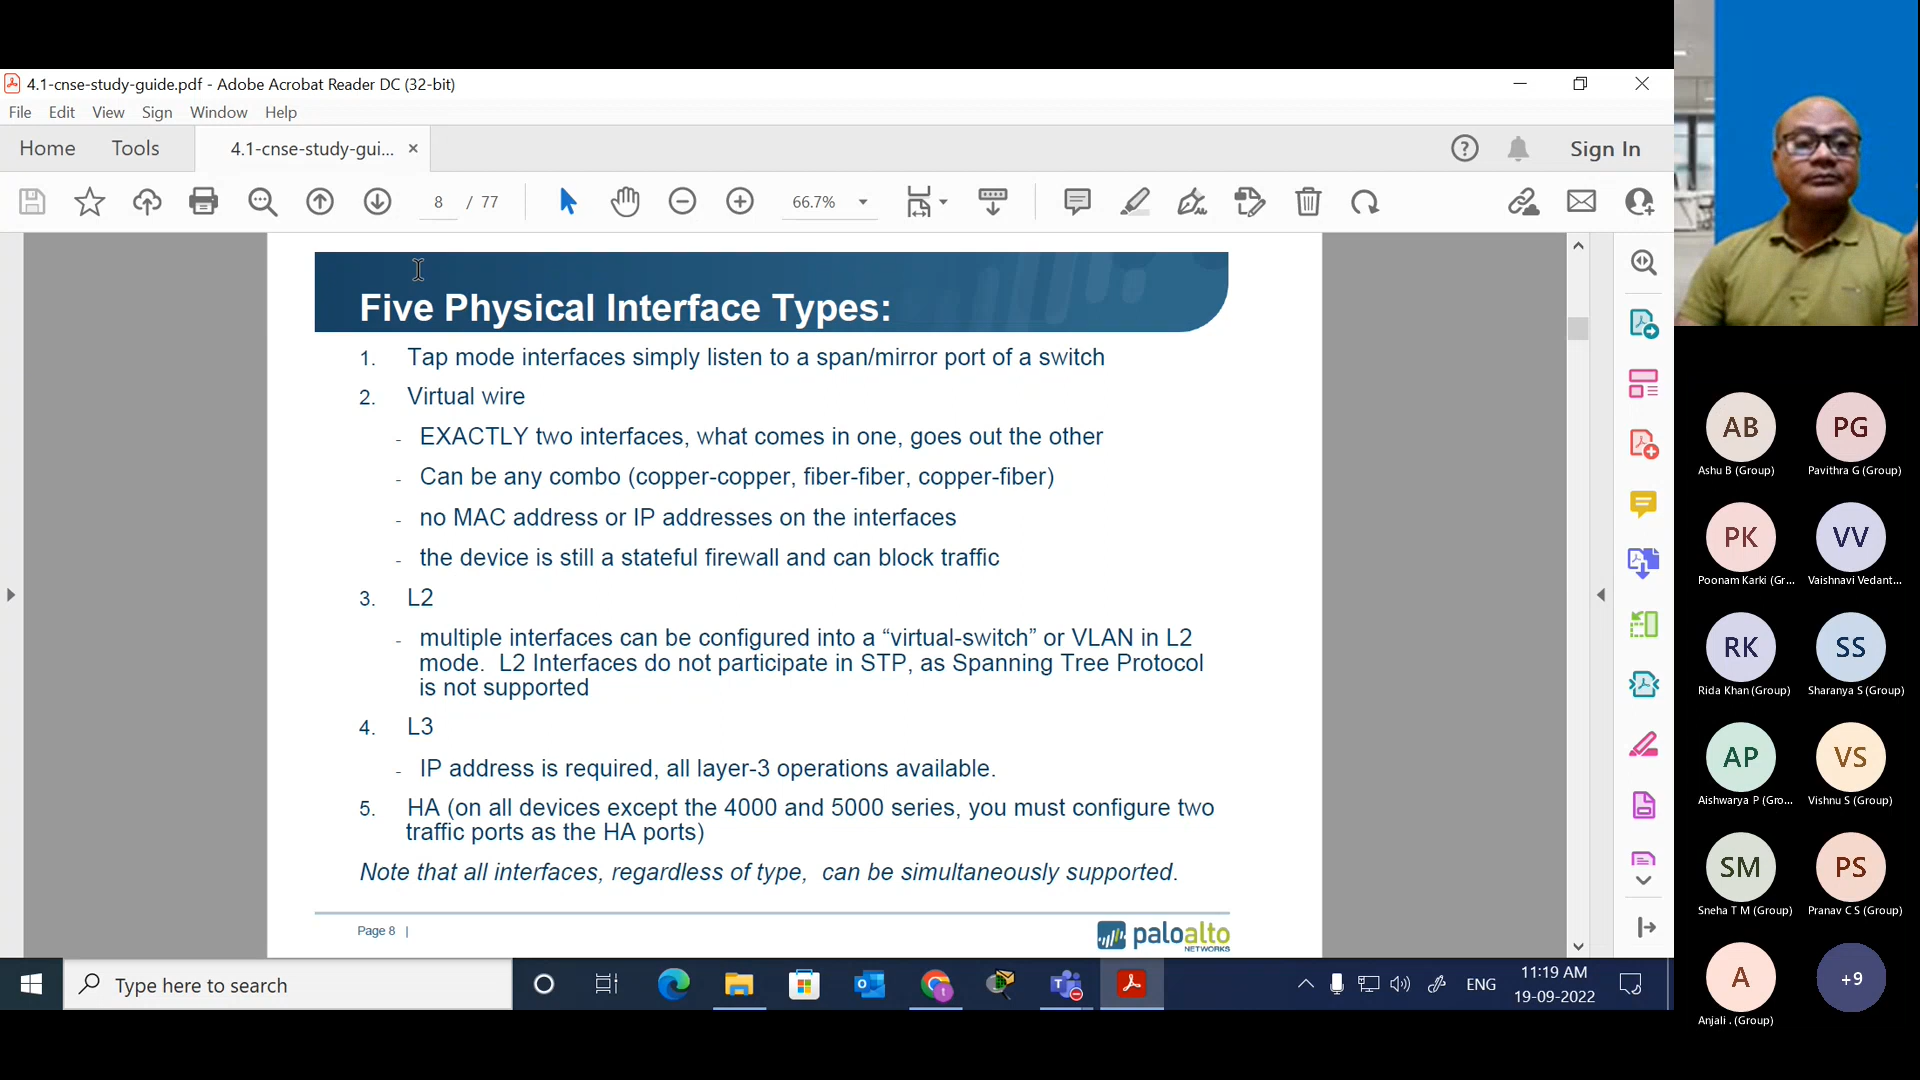 4.1-cnse-study-guide.pdf - Adobe Acrobat Reader DC (32-bit)
File Edit View Sign Window Help
Home Tools 4.1-cnse-study-gui... × Sign In
8 / 77 66.7%
Five Physical Interface Types:
1. Tap mode interfaces simply listen to a span/mirror port of a switch
2. Virtual wire
- EXACTLY two interfaces, what comes in one, goes out the other
- Can be any combo (copper-copper, fiber-fiber, copper-fiber)
- no MAC address or IP addresses on the interfaces
- the device is still a stateful firewall and can block traffic
3. L2
- multiple interfaces can be configured into a “virtual-switch” or VLAN in L2
mode. L2 Interfaces do not participate in STP, as Spanning Tree Protocol
is not supported
4. L3
- IP address is required, all layer-3 operations available.
5. HA (on all devices except the 4000 and 5000 series, you must configure two
traffic ports as the HA ports)
Note that all interfaces, regardless of type, can be simultaneously supported.
Page 8 |
paloalto
NETWORKS
Type here to search
ENG
11:19 AM
19-09-2022
AB PG
Ashu B (Group) Pavithra G (Group)
PK VV
Poonam Karki (Gr... Vaishnavi Vedant...
RK SS
Rida Khan (Group) Sharanya S (Group)
AP VS
Aishwarya P (Gro... Vishnu S (Group)
SM PS
Sneha T M (Group) Pranav C S (Group)
A +9
Anjali . (Group)